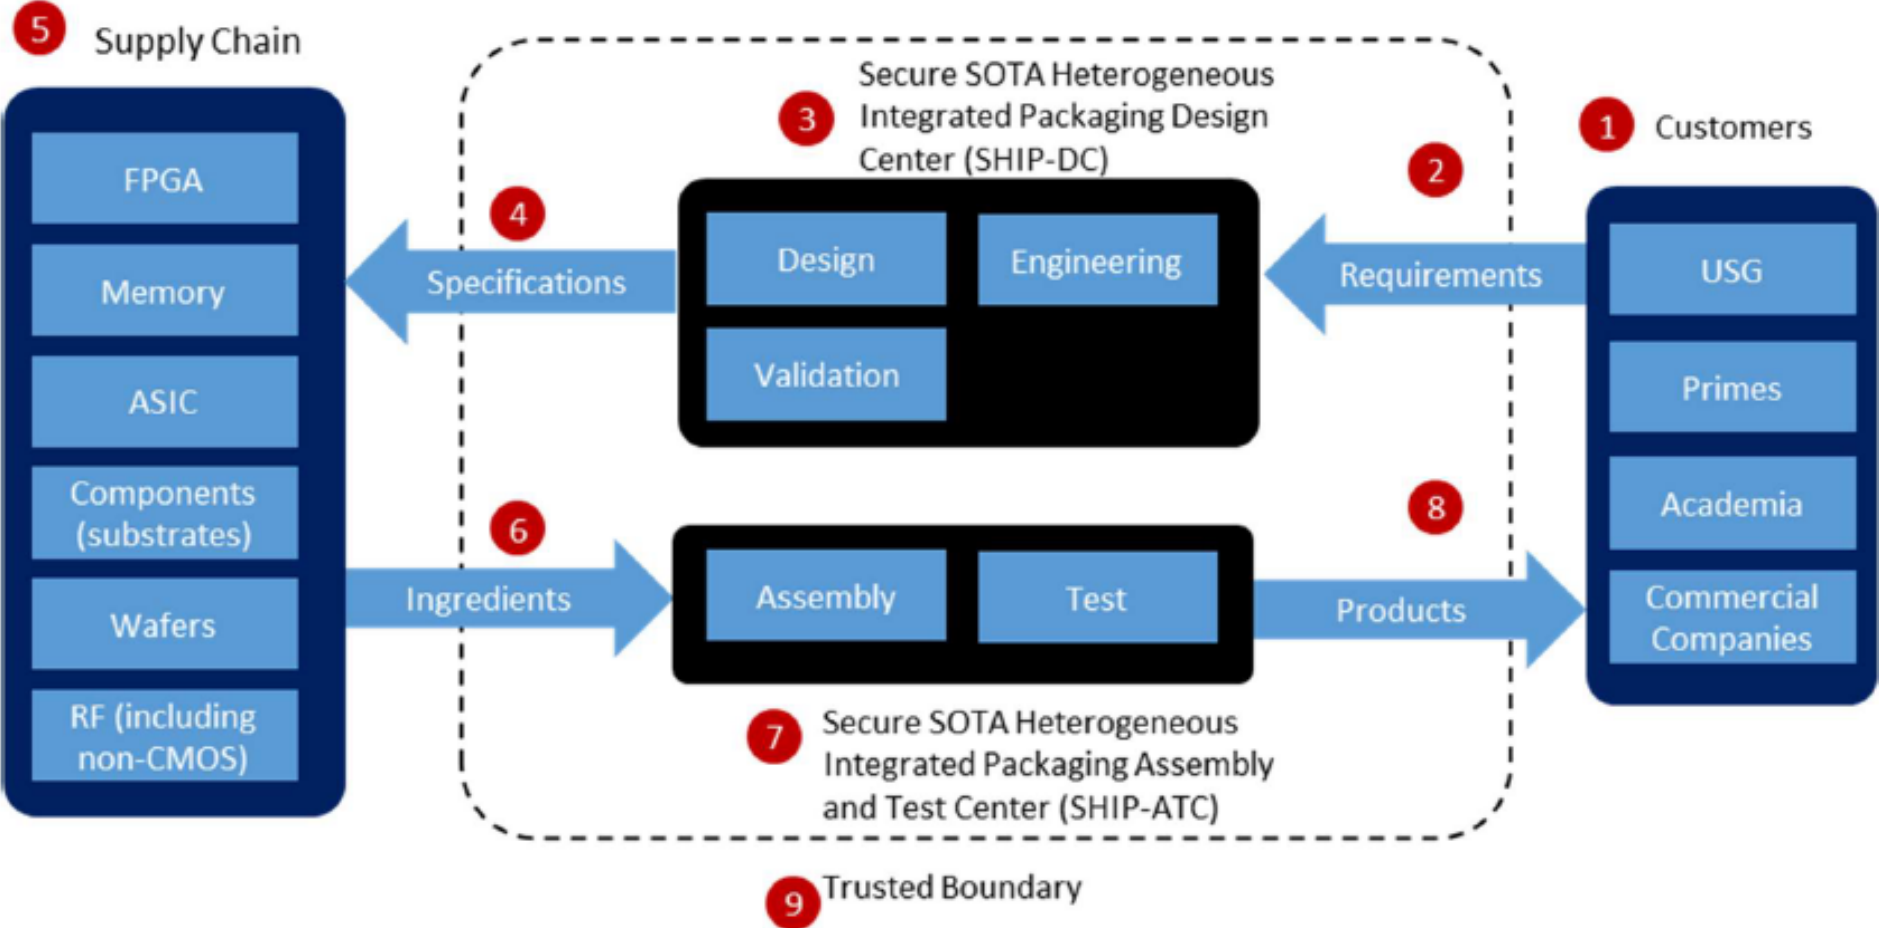 5 Supply Chain
FPGA
Memory
ASIC
Components
(substrates)
Wafers
RF (including
non-CMOS)
4
Specifications
6
Ingredients
3
Secure SOTA Heterogeneous
Integrated Packaging Design
Center (SHIP-DC)
Design
Engineering
Validation
Assembly
Test
7
Secure SOTA Heterogeneous
Integrated Packaging Assembly
and Test Center (SHIP-ATC)
9 Trusted Boundary
2
Requirements
8
Products
1 Customers
USG
Primes
Academia
Commercial
Companies